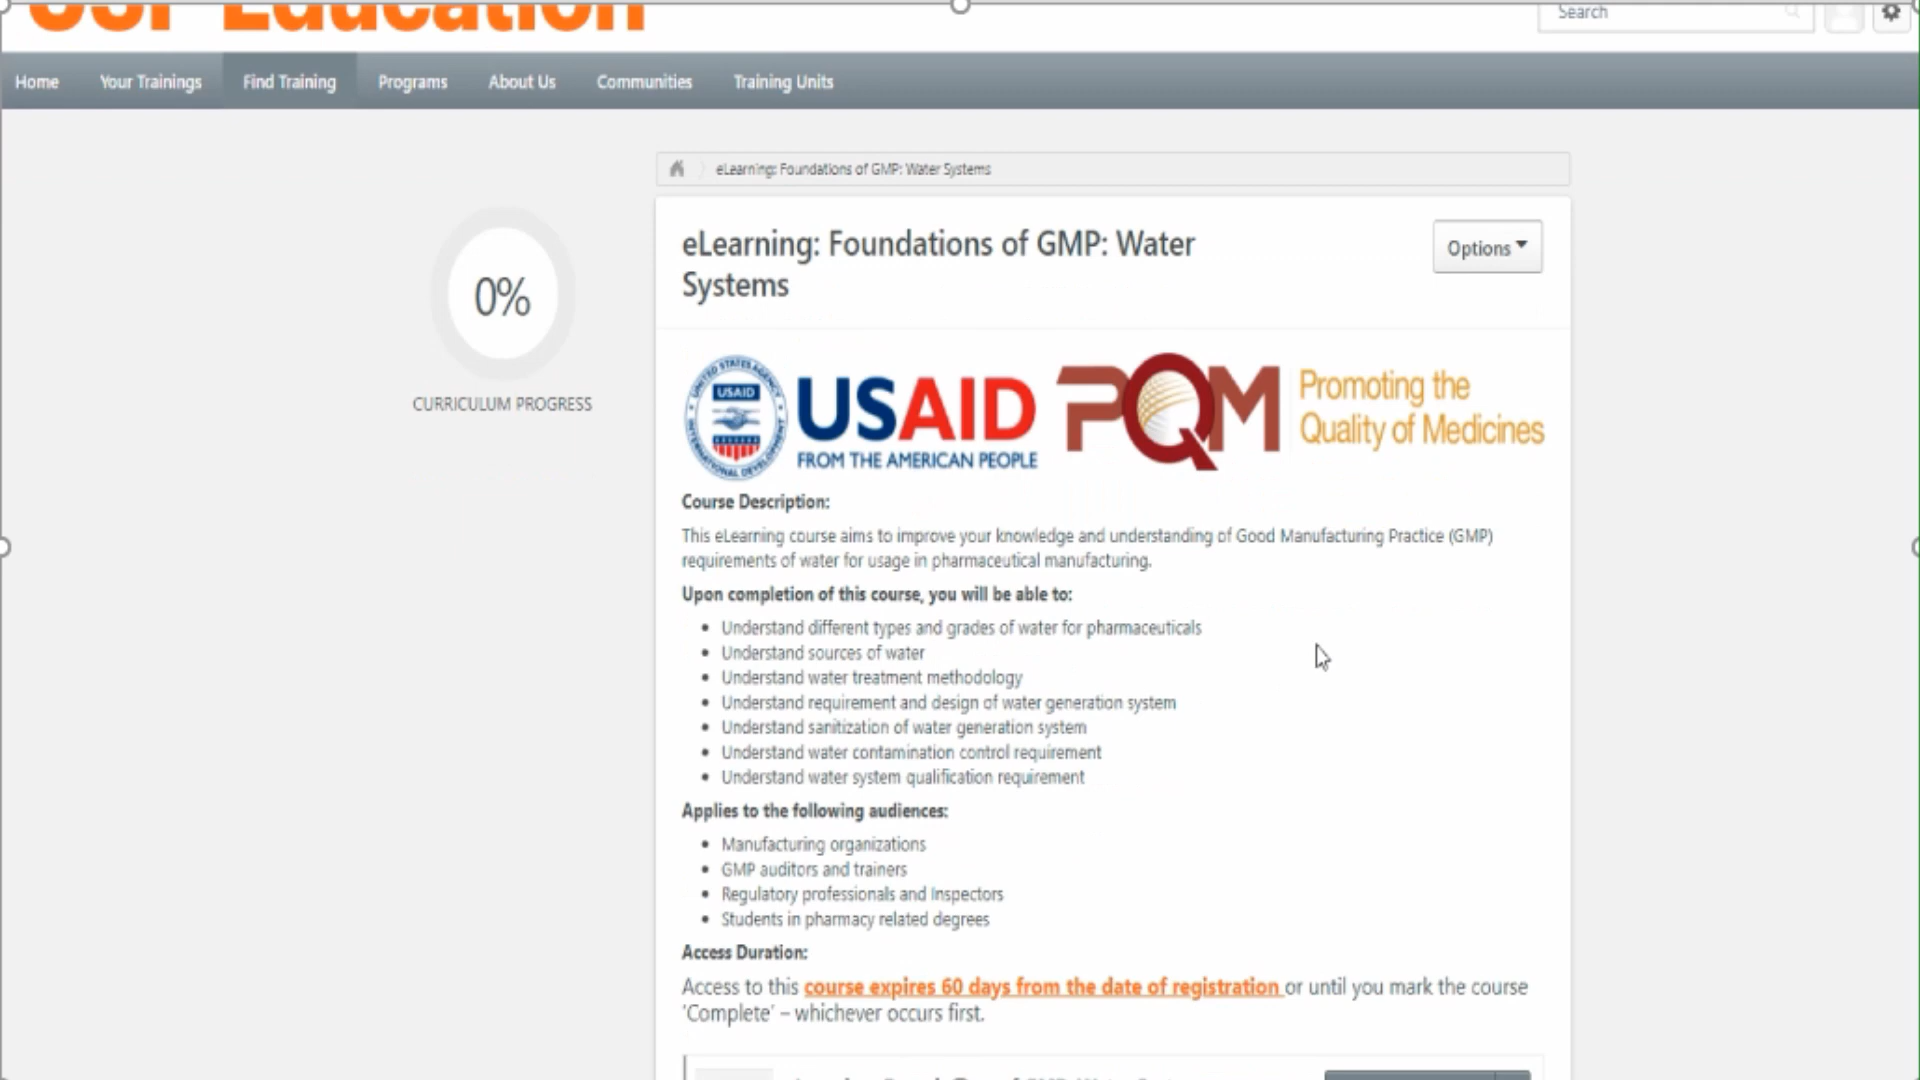 USP Education
Search
Home Your Trainings Find Training Programs About Us Communities Training Units
eLearning: Foundations of GMP: Water Systems
eLearning: Foundations of GMP: Water
Systems
Options
0%
CURRICULUM PROGRESS
UNITED STATES AGENCY
USAID
INTERNATIONAL DEVELOPMENT
USAID
FROM THE AMERICAN PEOPLE
PQM
Promoting the
Quality of Medicines
Course Description:
This eLearning course aims to improve your knowledge and understanding of Good Manufacturing Practice (GMP)
requirements of water for usage in pharmaceutical manufacturing.
Upon completion of this course, you will be able to:
• Understand different types and grades of water for pharmaceuticals
• Understand sources of water
• Understand water treatment methodology
• Understand requirement and design of water generation system
• Understand sanitization of water generation system
• Understand water contamination control requirement
• Understand water system qualification requirement
Applies to the following audiences:
• Manufacturing organizations
• GMP auditors and trainers
• Regulatory professionals and Inspectors
• Students in pharmacy related degrees
Access Duration:
Access to this course expires 60 days from the date of registration or until you mark the course
'Complete' – whichever occurs first.